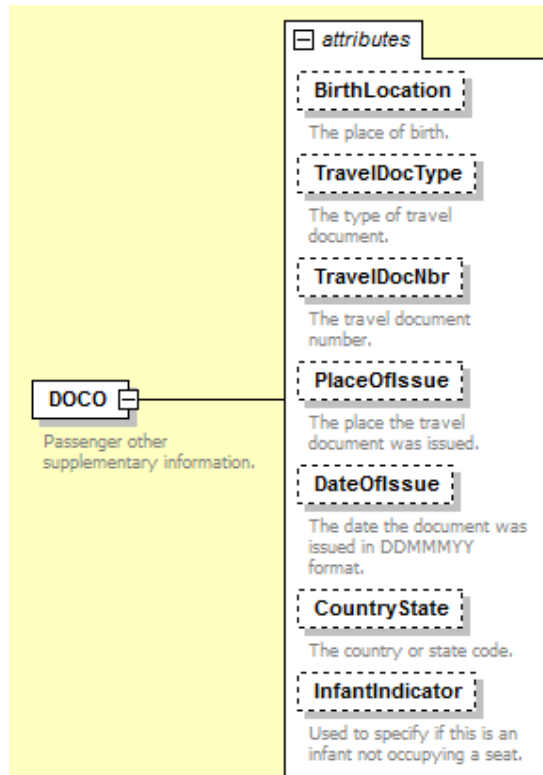 attributes
BirthLocation
The place of birth.
TravelDocType
The type of travel
document.
TravelDocNbr
The travel document
number.
DOCO
Passenger other
supplementary information.
PlaceOfIssue
The place the travel
document was issued.
DateOfIssue
The date the document was
issued in DDMMMYY
format.
CountryState
The country or state code.
InfantIndicator
Used to specify if this is an
infant not occupying a seat.